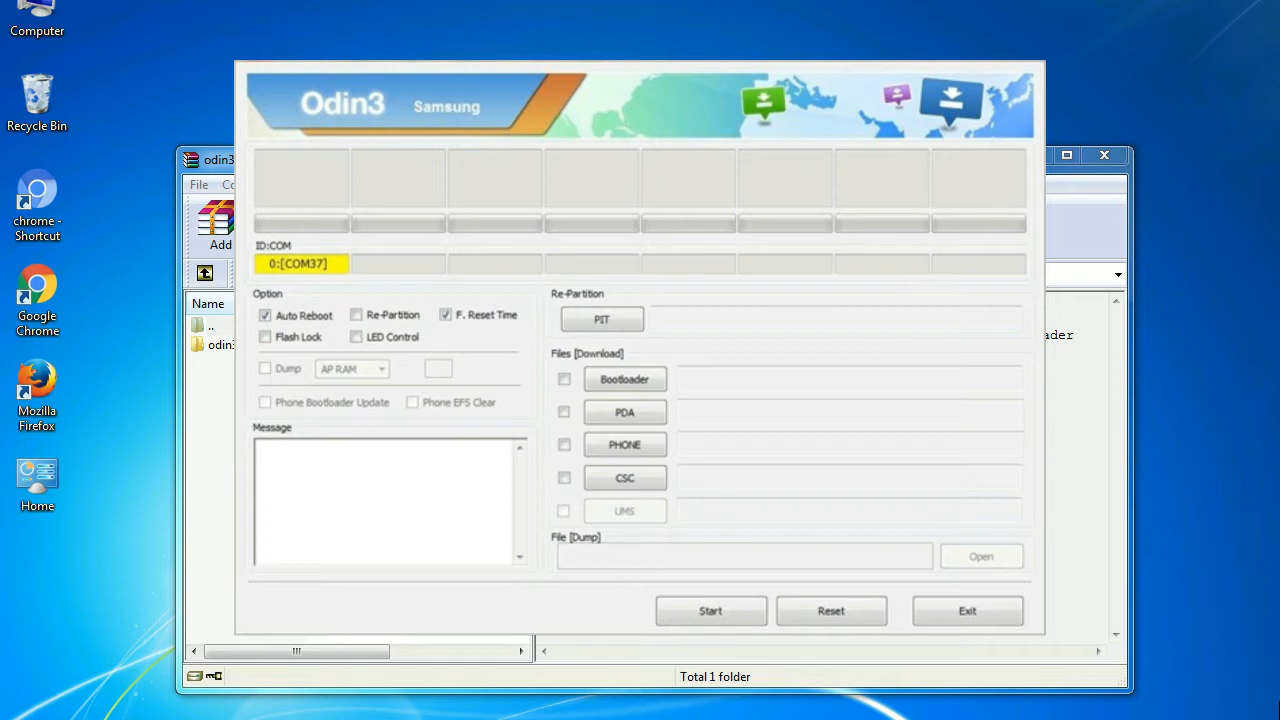 Computer
Recycle Bin
chrome -
Shortcut
Google
Chrome
Mozilla
Firefox
Home
odin3
File Co
Add
Name
..
odin3
ader
Total 1 folder
Odin3 Samsung
ID:COM
0:[COM37]
Option
Auto Reboot Re-Partition F. Reset Time
Flash Lock LED Control
Dump AP RAM
Phone Bootloader Update Phone EFS Clear
Message
Re-Partition
PIT
Files [Download]
Bootloader
PDA
PHONE
CSC
UMS
File [Dump]
Open
Start Reset Exit